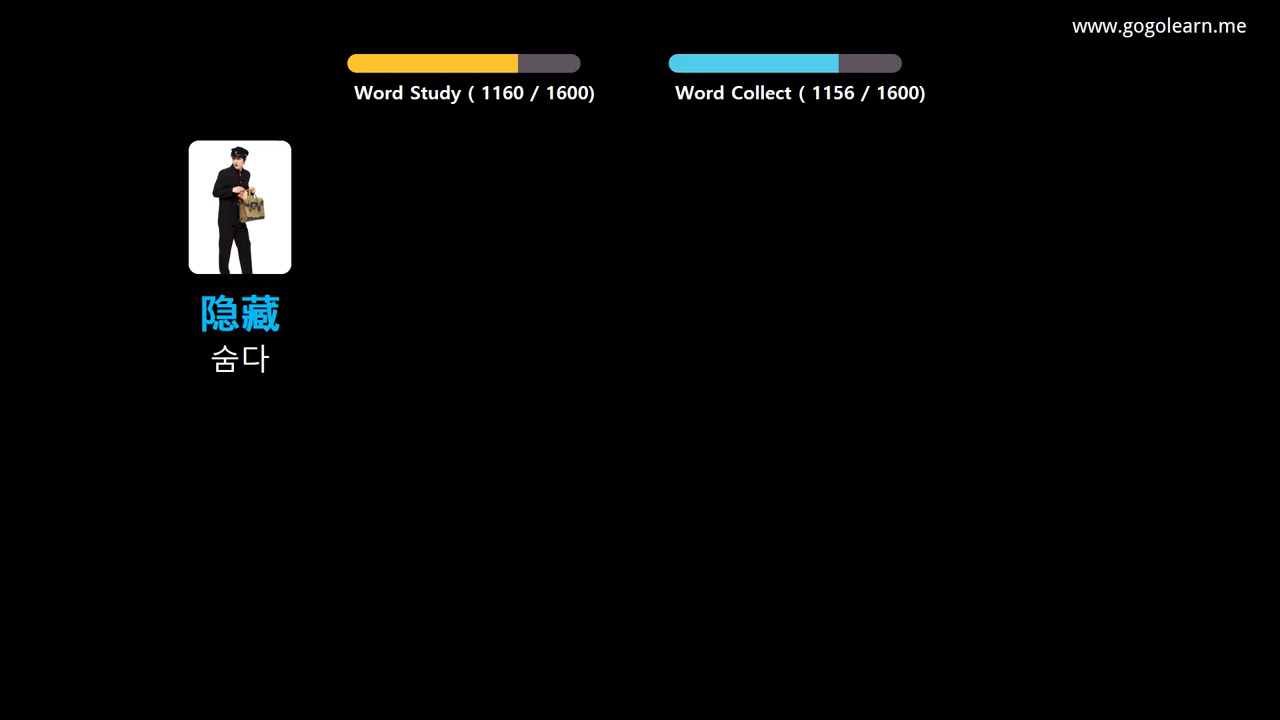 www.gogolearn.me
Word Study ( 1160 / 1600)
Word Collect ( 1156 / 1600)
隐藏
숨다